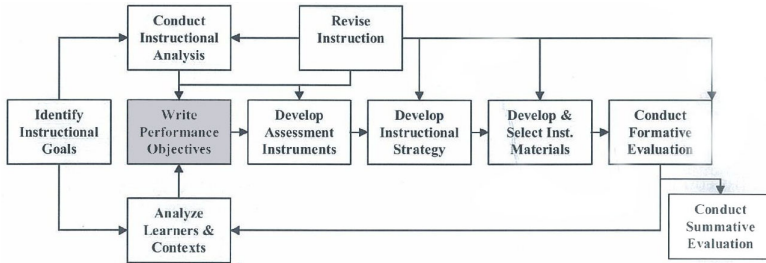 Conduct
Instructional
Analysis
Revise
Instruction
Identify
Instructional
Goals
Write
Performance
Objectives
Develop
Assessment
Instruments
Develop
Instructional
Strategy
Develop &
Select Inst.
Materials
Conduct
Formative
Evaluation
Analyze
Learners &
Contexts
Conduct
Summative
Evaluation